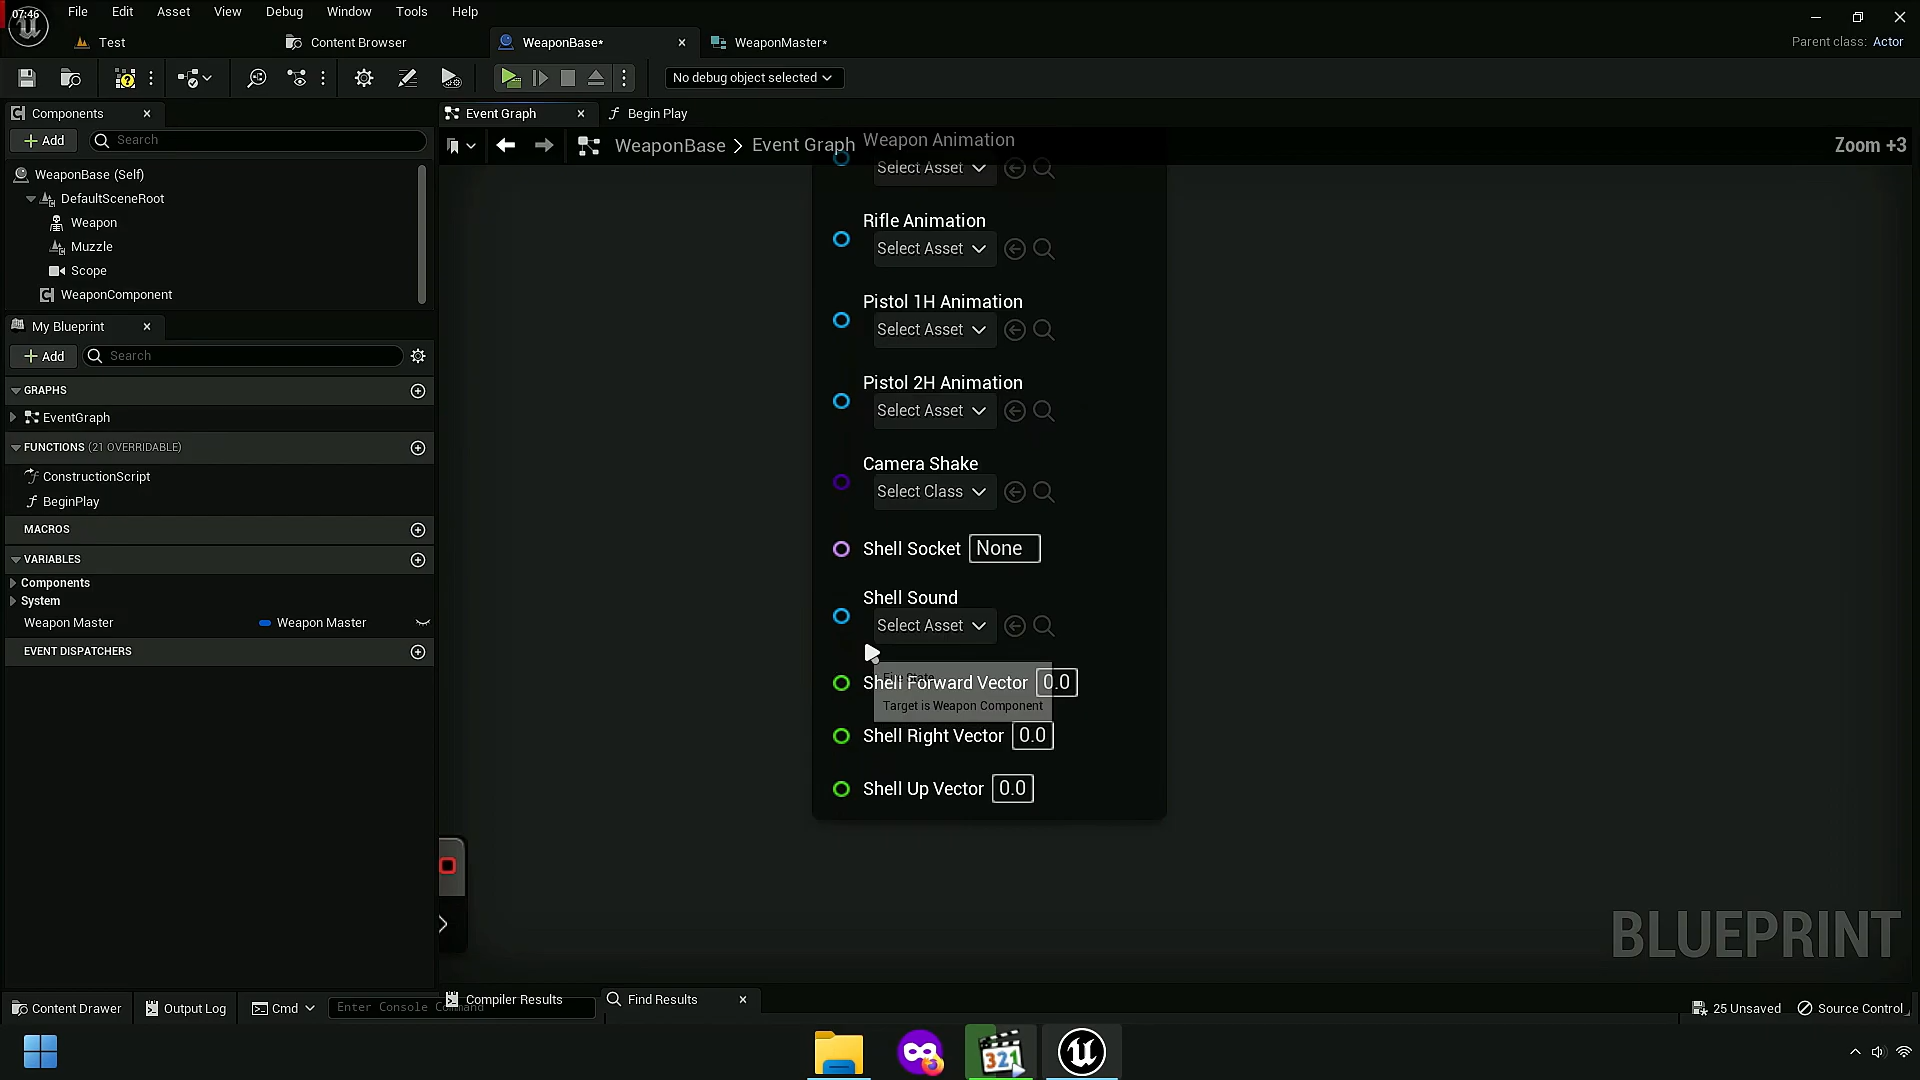 07:46
File
Edit
Asset
View
Debug
Window
Tools
Help
Test
Content Browser
WeaponBase*
WeaponMaster*
Parent class: Actor
No debug object selected
Components
Event Graph
Begin Play
Add
Search
WeaponBase > Event Graph
Zoom +3
WeaponBase (Self)
DefaultSceneRoot
Weapon
Muzzle
Scope
WeaponComponent
My Blueprint
Add
Search
GRAPHS
EventGraph
FUNCTIONS (21 OVERRIDABLE)
ConstructionScript
BeginPlay
MACROS
VARIABLES
Components
System
Weapon Master
Weapon Master
EVENT DISPATCHERS
Weapon Animation
Select Asset
Rifle Animation
Select Asset
Pistol 1H Animation
Select Asset
Pistol 2H Animation
Select Asset
Camera Shake
Select Class
Shell Socket None
Shell Sound
Select Asset
Shell Forward Vector 0.0
Target is Weapon Component
Shell Right Vector 0.0
Shell Up Vector 0.0
BLUEPRINT
Compiler Results
Find Results
Content Drawer
Output Log
Cmd
Enter Console Command
25 Unsaved
Source Control
321